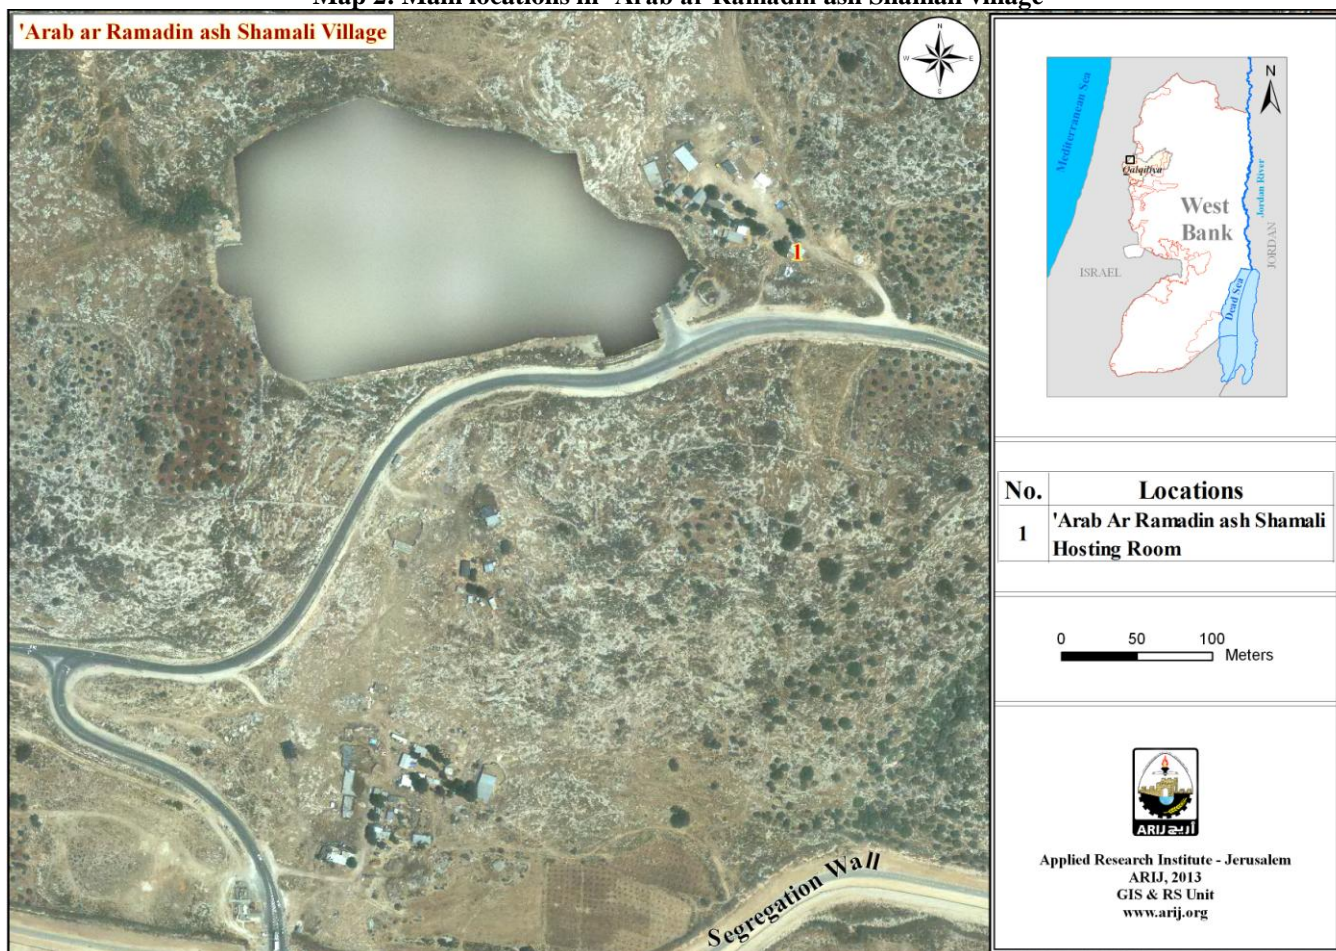 Map 2: Main locations in 'Arab ar Ramadin ash Shamali village
'Arab ar Ramadin ash Shamali Village
N
E
S
W
1
Segregation Wall
N
Mediterranean Sea
Qalqiliya
West
Bank
Jordan River
JORDAN
ISRAEL
Dead Sea
No. Locations
1 'Arab Ar Ramadin ash Shamali
Hosting Room
0 50 100
Meters
ARIJ أريج
Applied Research Institute - Jerusalem
ARIJ, 2013
GIS & RS Unit
www.arij.org